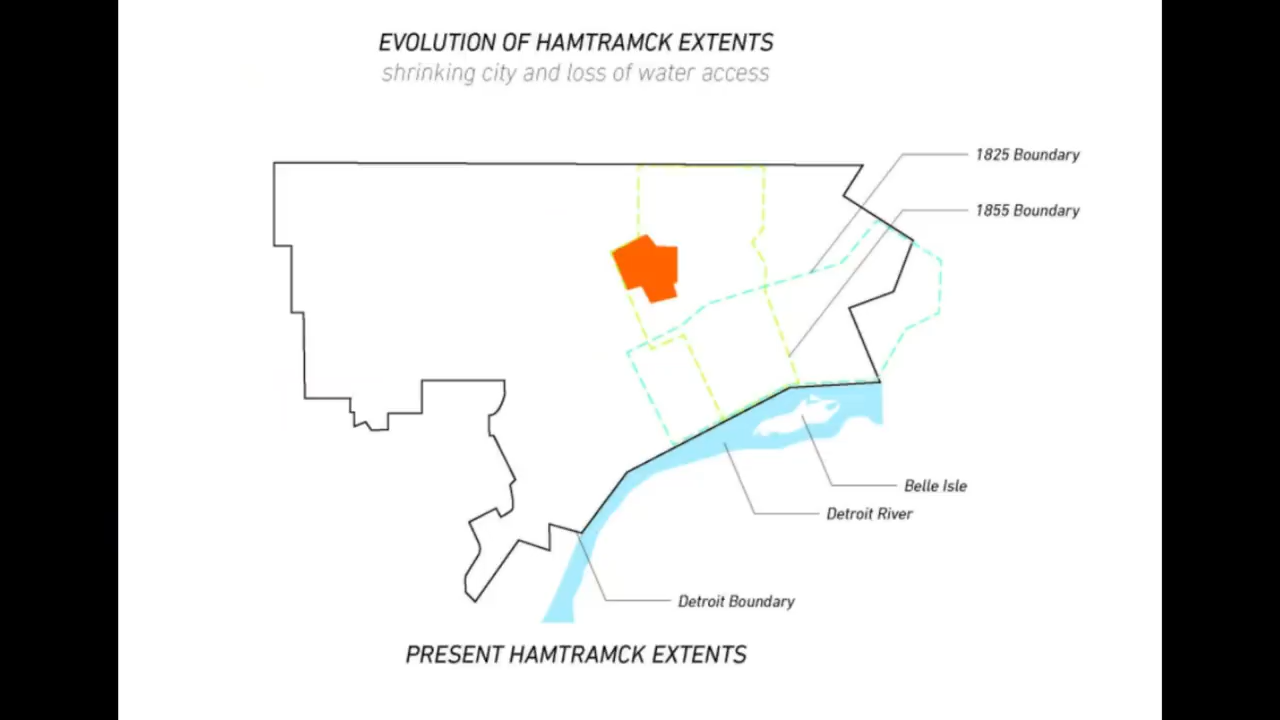 EVOLUTION OF HAMTRAMCK EXTENTS
shrinking city and loss of water access
1825 Boundary
1855 Boundary
Belle Isle
Detroit River
Detroit Boundary
PRESENT HAMTRAMCK EXTENTS